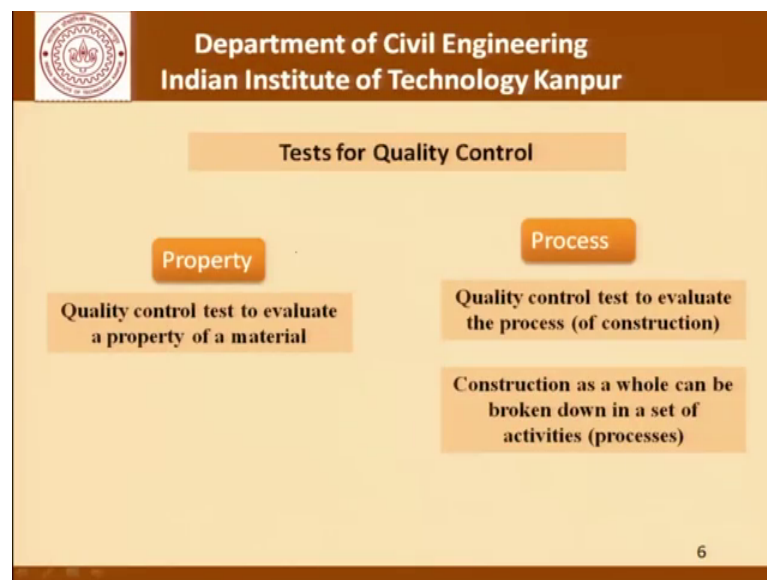 Department of Civil Engineering
Indian Institute of Technology Kanpur
Tests for Quality Control
Property
Quality control test to evaluate
a property of a material
Process
Quality control test to evaluate
the process (of construction)
Construction as a whole can be
broken down in a set of
activities (processes)
6